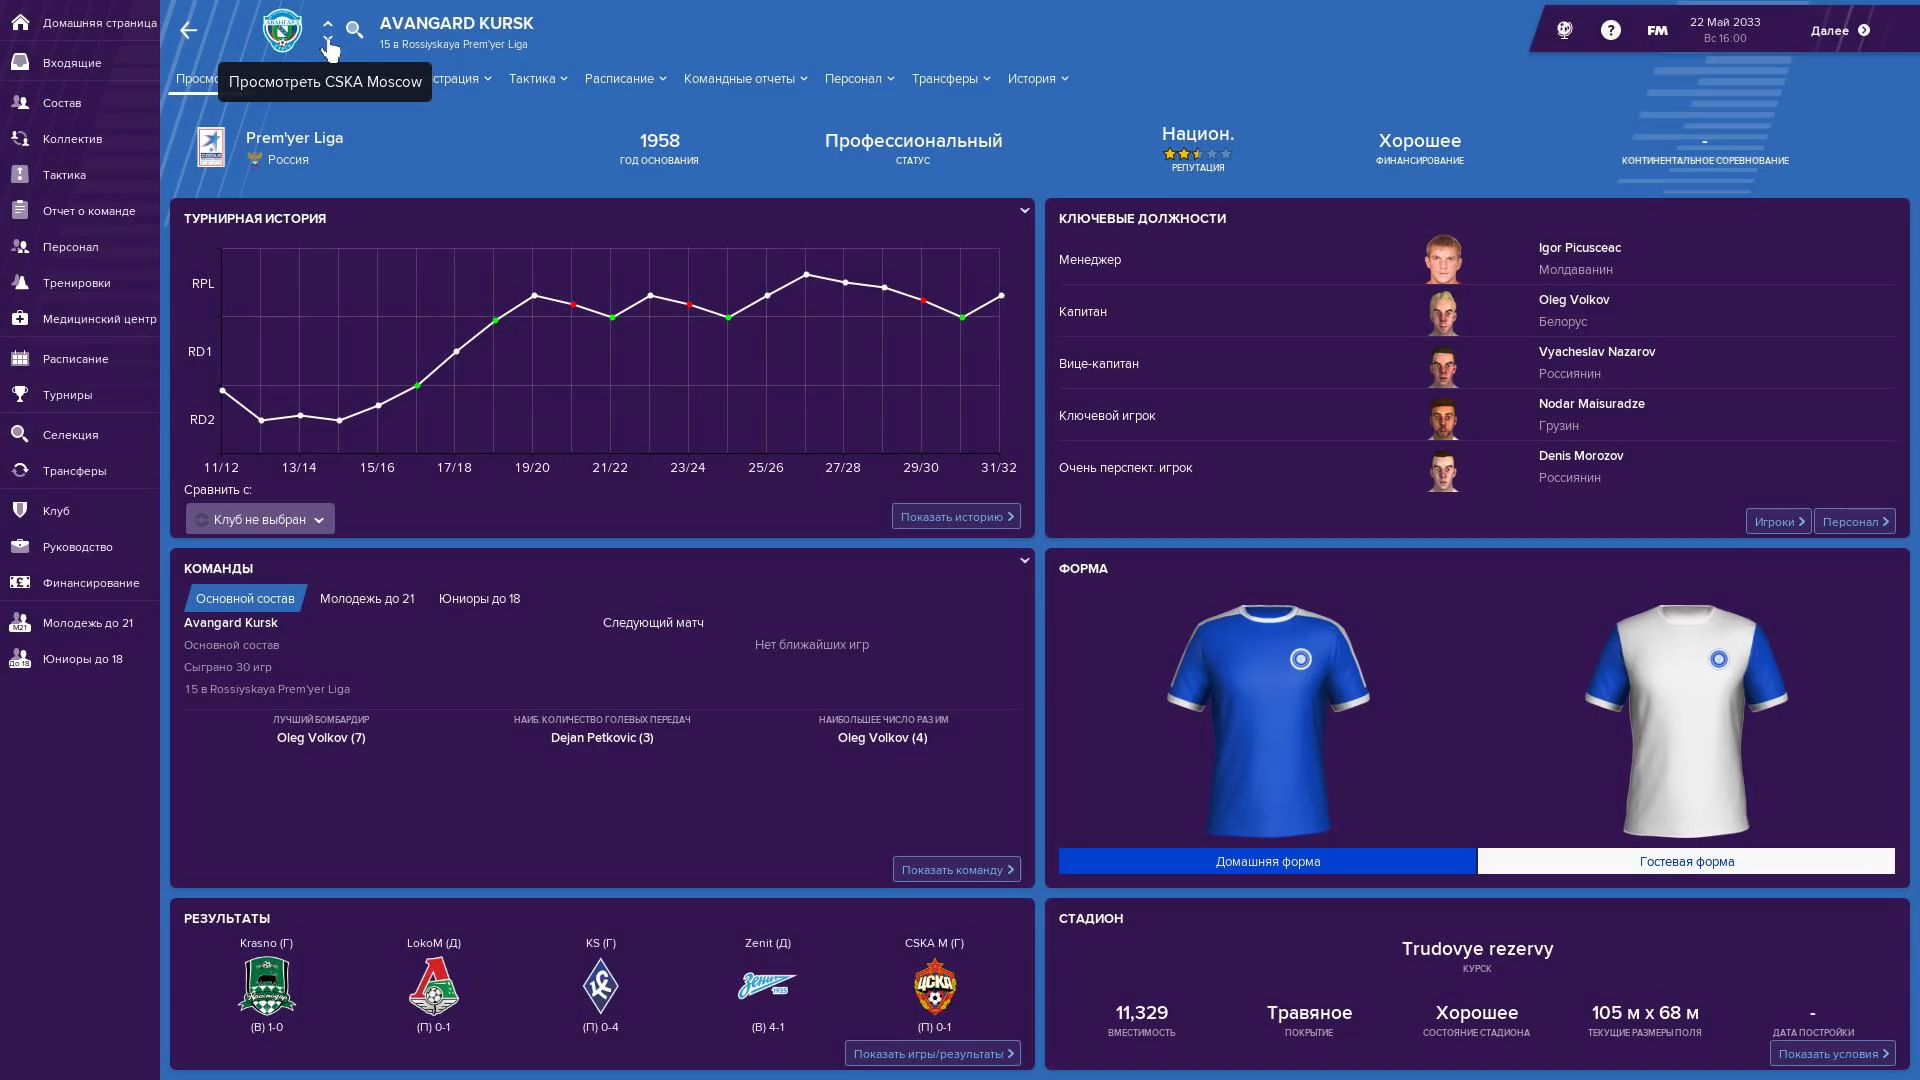 Домашняя страница
Входящие
Состав
Коллектив
Тактика
Отчет о команде
Персонал
Тренировки
Медицинский центр
Расписание
Турниры
Селекция
Трансферы
Клуб
Руководство
Финансирование
Молодежь до 21
Юниоры до 18
AVANGARD KURSK
15 в Rossiyskaya Prem'yer Liga
FM
22 Май 2033
Вс 16:00
Далее
Просмотреть CSKA Moscow
Тактика
Расписание
Командные отчеты
Персонал
Трансферы
История
Prem'yer Liga
Россия
1958
ГОД ОСНОВАНИЯ
Профессиональный
СТАТУС
Национ.
РЕПУТАЦИЯ
Хорошее
ФИНАНСИРОВАНИЕ
-
КОНТИНЕНТАЛЬНОЕ СОРЕВНОВАНИЕ
ТУРНИРНАЯ ИСТОРИЯ
RPL
RD1
RD2
11/12 13/14 15/16 17/18 19/20 21/22 23/24 25/26 27/28 29/30 31/32
Сравнить с:
Клуб не выбран
Показать историю
КЛЮЧЕВЫЕ ДОЛЖНОСТИ
Менеджер
Igor Picusceac
Молдаванин
Капитан
Oleg Volkov
Белорус
Вице-капитан
Vyacheslav Nazarov
Россиянин
Ключевой игрок
Nodar Maisuradze
Грузин
Очень перспект. игрок
Denis Morozov
Россиянин
Игроки
Персонал
КОМАНДЫ
Основной состав
Молодежь до 21
Юниоры до 18
Avangard Kursk
Следующий матч
Основной состав
Нет ближайших игр
Сыграно 30 игр
15 в Rossiyskaya Prem'yer Liga
ЛУЧШИЙ БОМБАРДИР
Oleg Volkov (7)
НАИБ. КОЛИЧЕСТВО ГОЛЕВЫХ ПЕРЕДАЧ
Dejan Petkovic (3)
НАИБОЛЬШЕЕ ЧИСЛО РАЗ ИМ
Oleg Volkov (4)
Показать команду
ФОРМА
Домашняя форма
Гостевая форма
РЕЗУЛЬТАТЫ
Krasno (Г)
LokoM (Д)
KS (Г)
Zenit (Д)
CSKA M (Г)
(В) 1-0
(П) 0-1
(П) 0-4
(В) 4-1
(П) 0-1
Показать игры/результаты
СТАДИОН
Trudovye rezervy
КУРСК
11,329
ВМЕСТИМОСТЬ
Травяное
ПОКРЫТИЕ
Хорошее
СОСТОЯНИЕ СТАДИОНА
105 м x 68 м
ТЕКУЩИЕ РАЗМЕРЫ ПОЛЯ
-
ДАТА ПОСТРОЙКИ
Показать условия